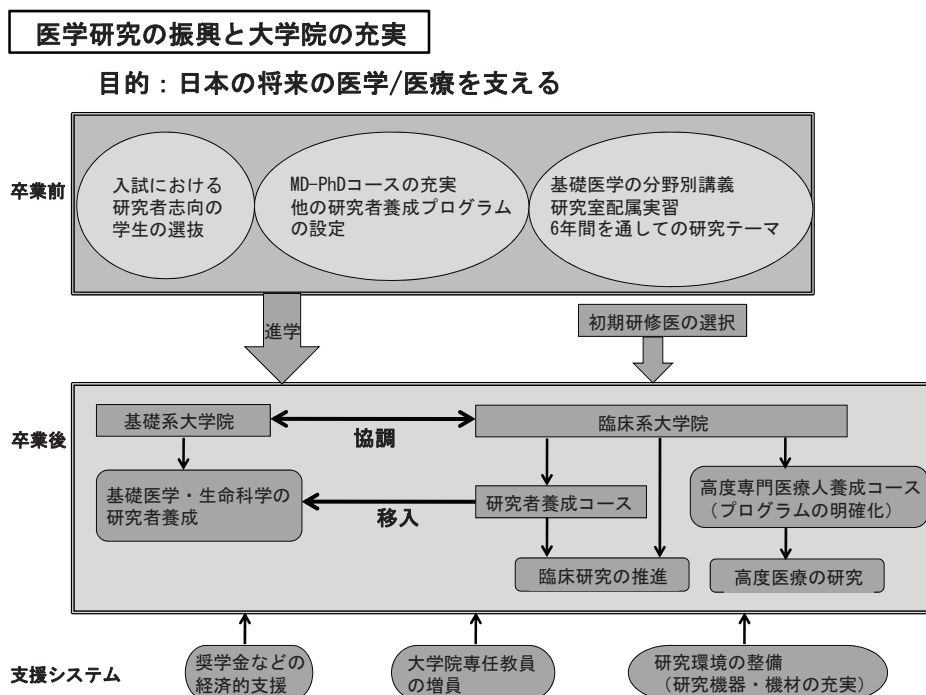 医学研究の振興と大学院の充実
目的：日本の将来の医学/医療を支える
卒業前
入試における
研究者志向の
学生の選抜
MD-PhDコースの充実
他の研究者養成プログラム
の設定
基礎医学の分野別講義
研究室配属実習
6年間を通しての研究テーマ
進学
初期研修医の選択
卒業後
基礎系大学院
協調
臨床系大学院
基礎医学・生命科学の
研究者養成
移入
研究者養成コース
高度専門医療人養成コース
（プログラムの明確化）
臨床研究の推進
高度医療の研究
支援システム
奨学金などの
経済的支援
大学院専任教員
の増員
研究環境の整備
（研究機器・機材の充実）